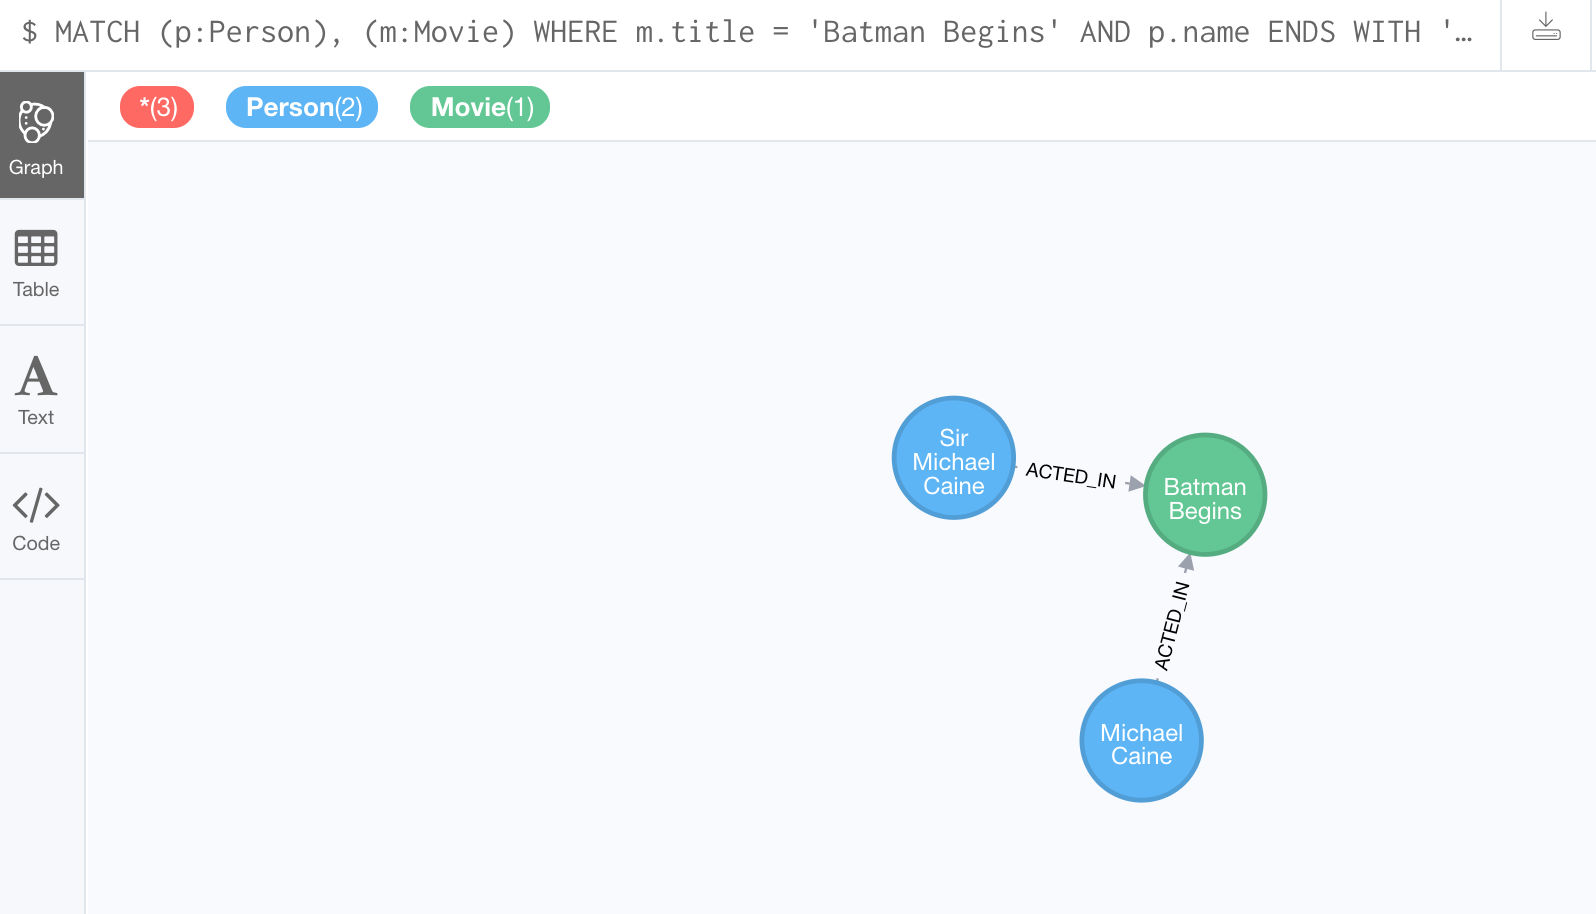 $ MATCH (p:Person), (m:Movie) WHERE m.title = 'Batman Begins' AND p.name ENDS WITH '…
*(3)
Person(2)
Movie(1)
Graph
Table
Text
Code
Sir
Michael
Caine
ACTED_IN
Batman
Begins
ACTED_IN
Michael
Caine